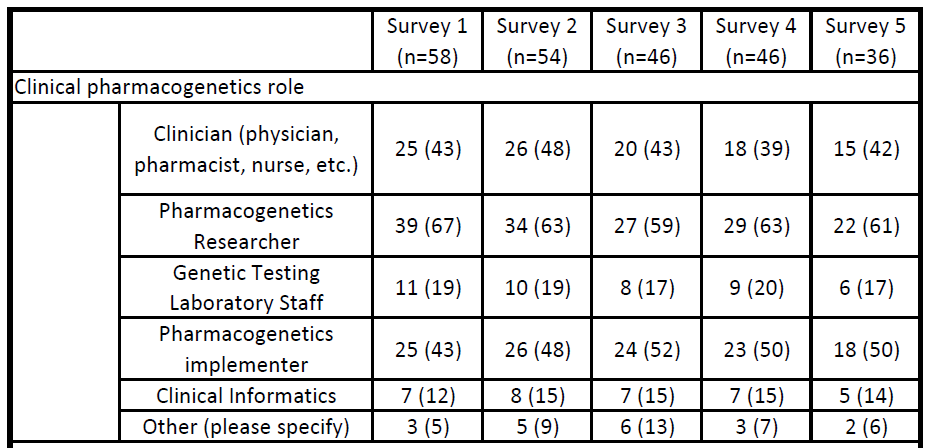 Survey 1 Survey 2 Survey 3 Survey 4 Survey 5
(n=58) (n=54) (n=46) (n=46) (n=36)
Clinical pharmacogenetics role
Clinician (physician,
pharmacist, nurse, etc.) 25 (43) 26 (48) 20 (43) 18 (39) 15 (42)
Pharmacogenetics
Researcher 39 (67) 34 (63) 27 (59) 29 (63) 22 (61)
Genetic Testing
Laboratory Staff 11 (19) 10 (19) 8 (17) 9 (20) 6 (17)
Pharmacogenetics
implementer 25 (43) 26 (48) 24 (52) 23 (50) 18 (50)
Clinical Informatics 7 (12) 8 (15) 7 (15) 7 (15) 5 (14)
Other (please specify) 3 (5) 5 (9) 6 (13) 3 (7) 2 (6)